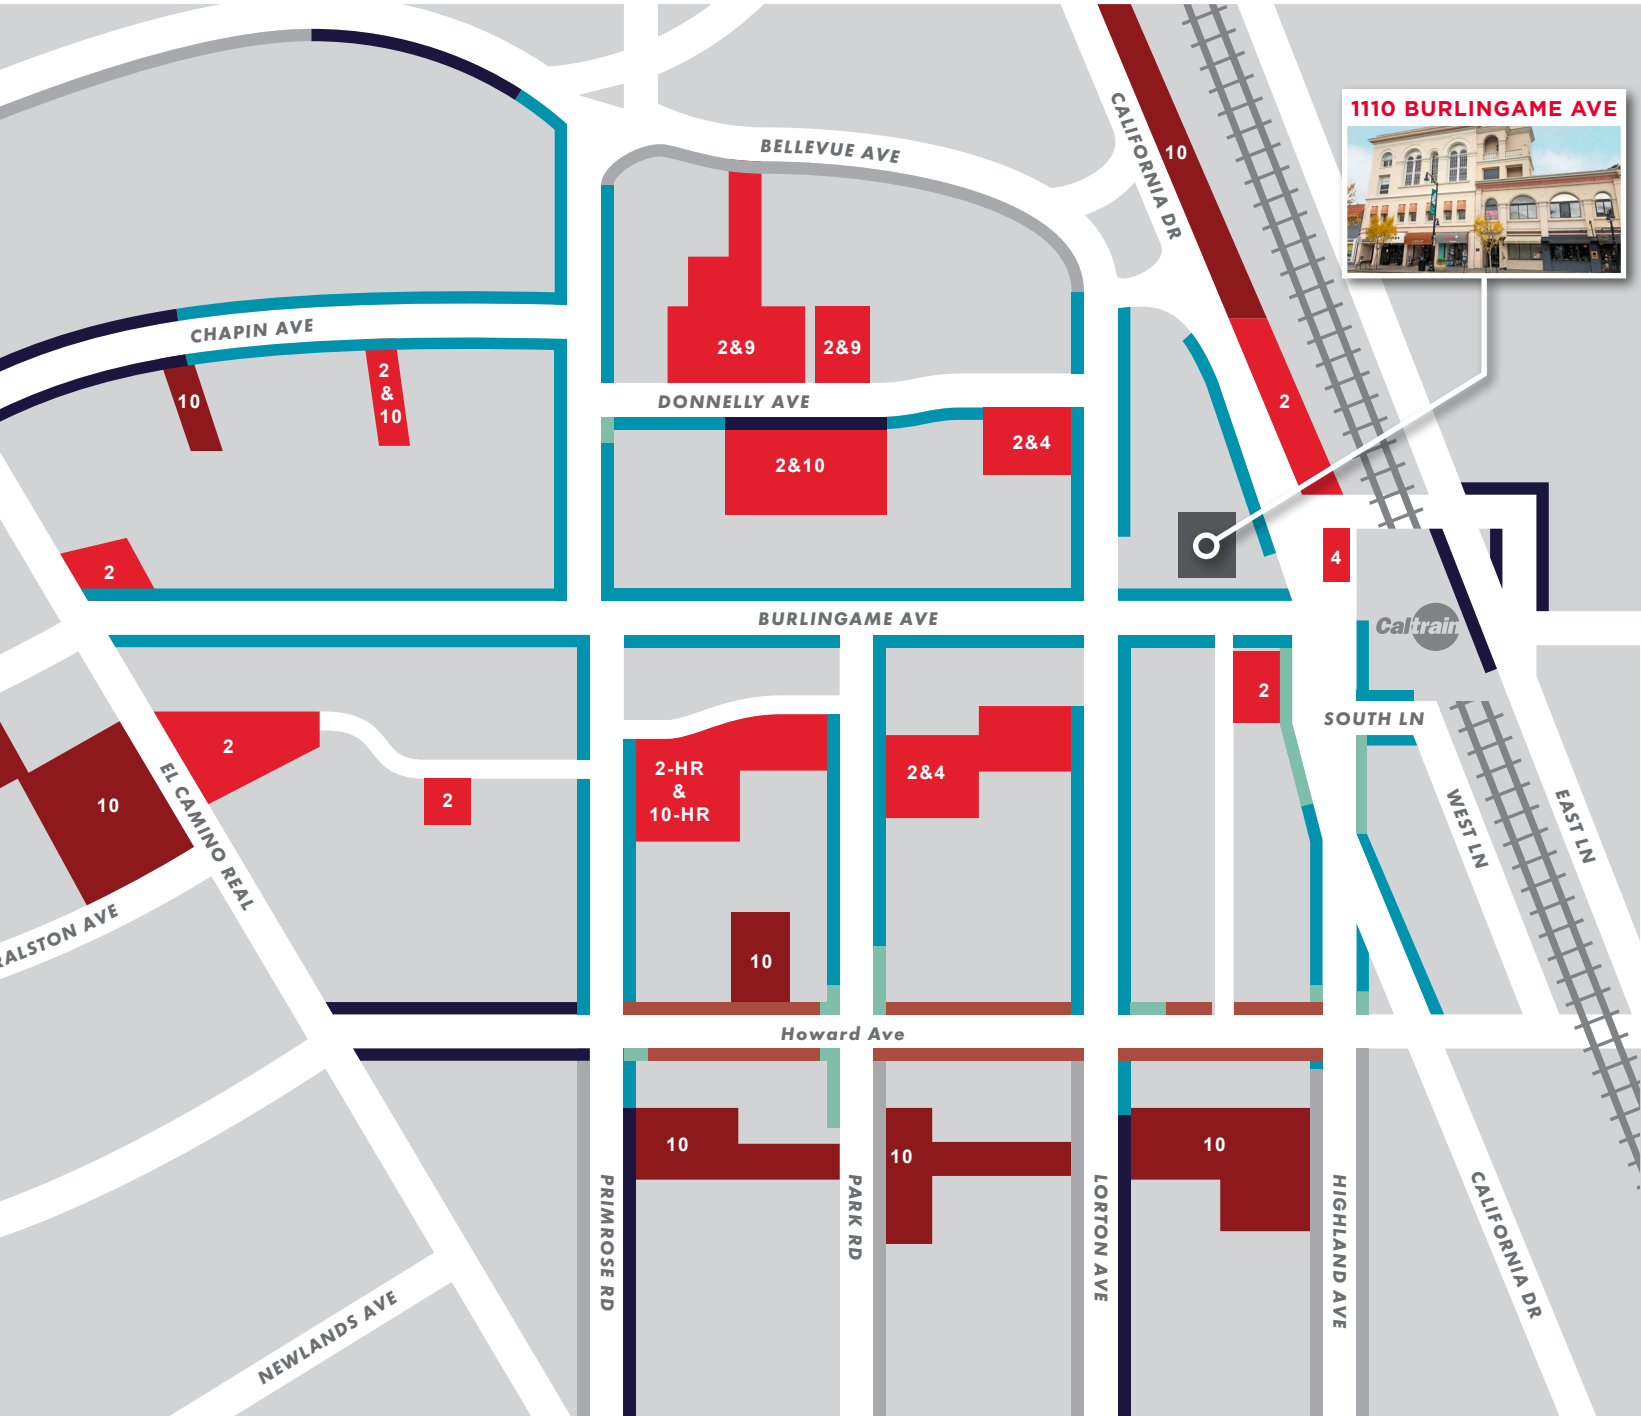 1110 BURLINGAME AVE
BELLEVUE AVE
CALIFORNIA DR
10
CHAPIN AVE
2&9
2&9
2
&
10
10
DONNELLY AVE
2
2&4
2&10
4
2
BURLINGAME AVE
Caltrain
2
SOUTH LN
2
2-HR
&
10-HR
2&4
2
10
EL CAMINO REAL
WEST LN
EAST LN
RALSTON AVE
10
Howard Ave
10
10
10
PRIMROSE RD
PARK RD
LORTON AVE
HIGHLAND AVE
CALIFORNIA DR
NEWLANDS AVE